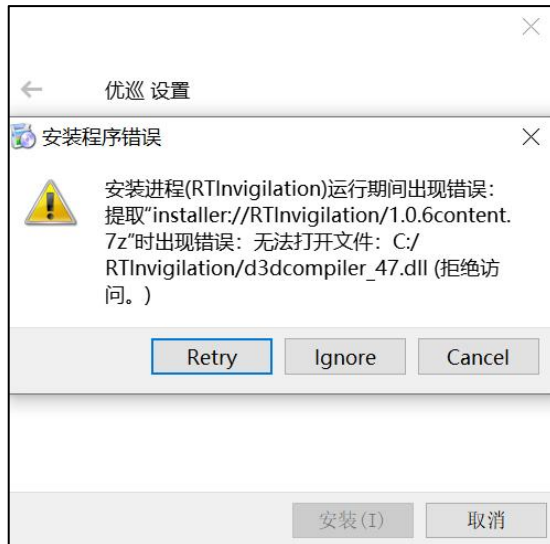 优巡 设置
安装程序错误
安装进程(RTInvigilation)运行期间出现错误:
提取“installer://RTInvigilation/1.0.6content.
7z”时出现错误：无法打开文件：C:/
RTInvigilation/d3dcompiler_47.dll (拒绝访
问。)
Retry
Ignore
Cancel
安装(I)
取消